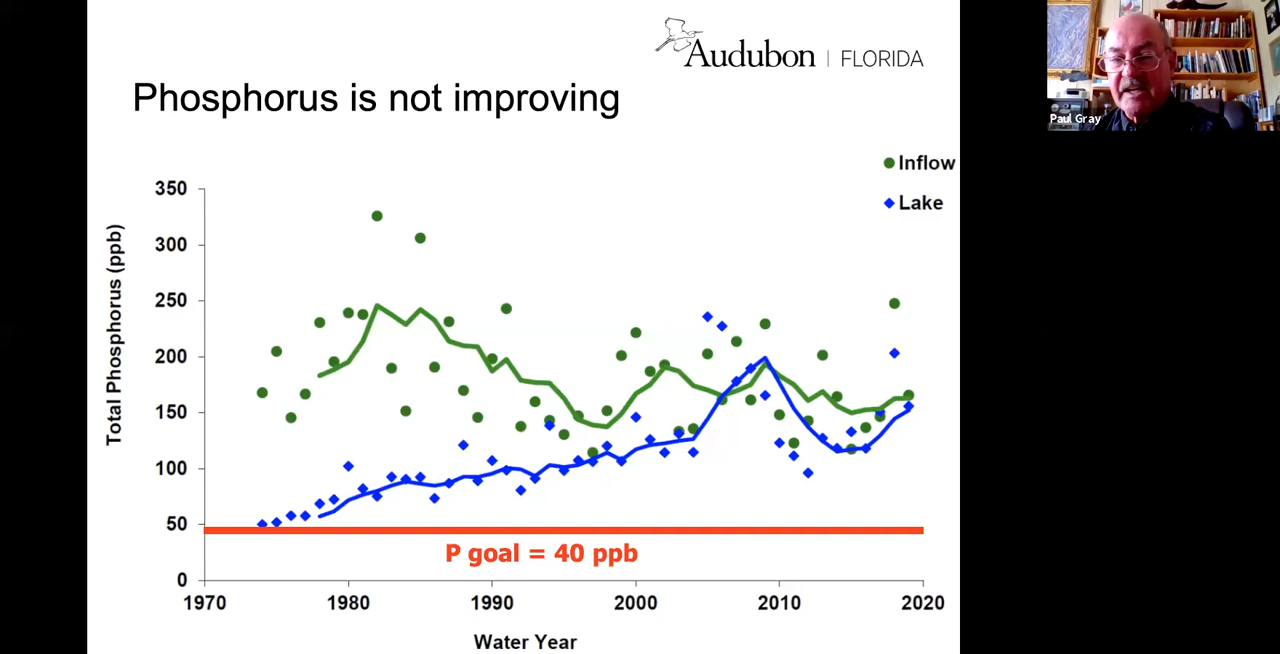 Audubon | FLORIDA
Phosphorus is not improving
Paul Gray
Inflow
Lake
Total Phosphorus (ppb)
350
300
250
200
150
100
50
0
P goal = 40 ppb
1970 1980 1990 2000 2010 2020
Water Year